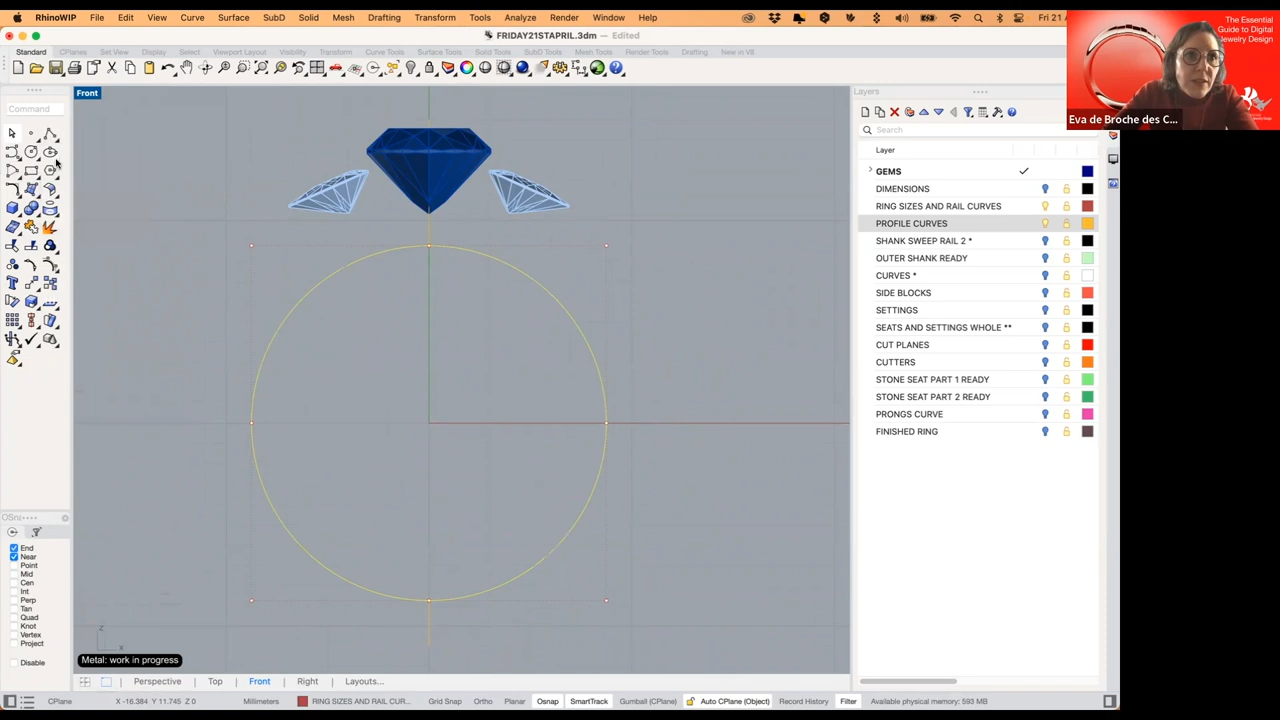 RhinoWIP File Edit View Curve Surface SubD Solid Mesh Drafting Transform Tools Analyze Render Window Help Fri 21
FRIDAY21STAPRIL.3dm — Edited
Standard CPlanes Set View Display Select Viewport Layout Visibility Transform Curve Tools Surface Tools Solid Tools SubD Tools Mesh Tools Render Tools Drafting New in V8
The Essential
Guide to Digital
Jewelry Design
Eva de Broche des C...
Command
Front
Layers
Search
Layer
GEMS
DIMENSIONS
RING SIZES AND RAIL CURVES
PROFILE CURVES
SHANK SWEEP RAIL 2 *
OUTER SHANK READY
CURVES *
SIDE BLOCKS
SETTINGS
SEATS AND SETTINGS WHOLE **
CUT PLANES
CUTTERS
STONE SEAT PART 1 READY
STONE SEAT PART 2 READY
PRONGS CURVE
FINISHED RING
End
Near
Point
Mid
Cen
Int
Perp
Tan
Quad
Knot
Vertex
Project
Disable
z
x
Metal: work in progress
Perspective Top Front Right Layouts...
CPlane X -16.384 Y 11.745 Z 0 Millimeters RING SIZES AND RAIL CUR... Grid Snap Ortho Planar Osnap SmartTrack Gumball (CPlane) Auto CPlane (Object) Record History Filter Available physical memory: 593 MB